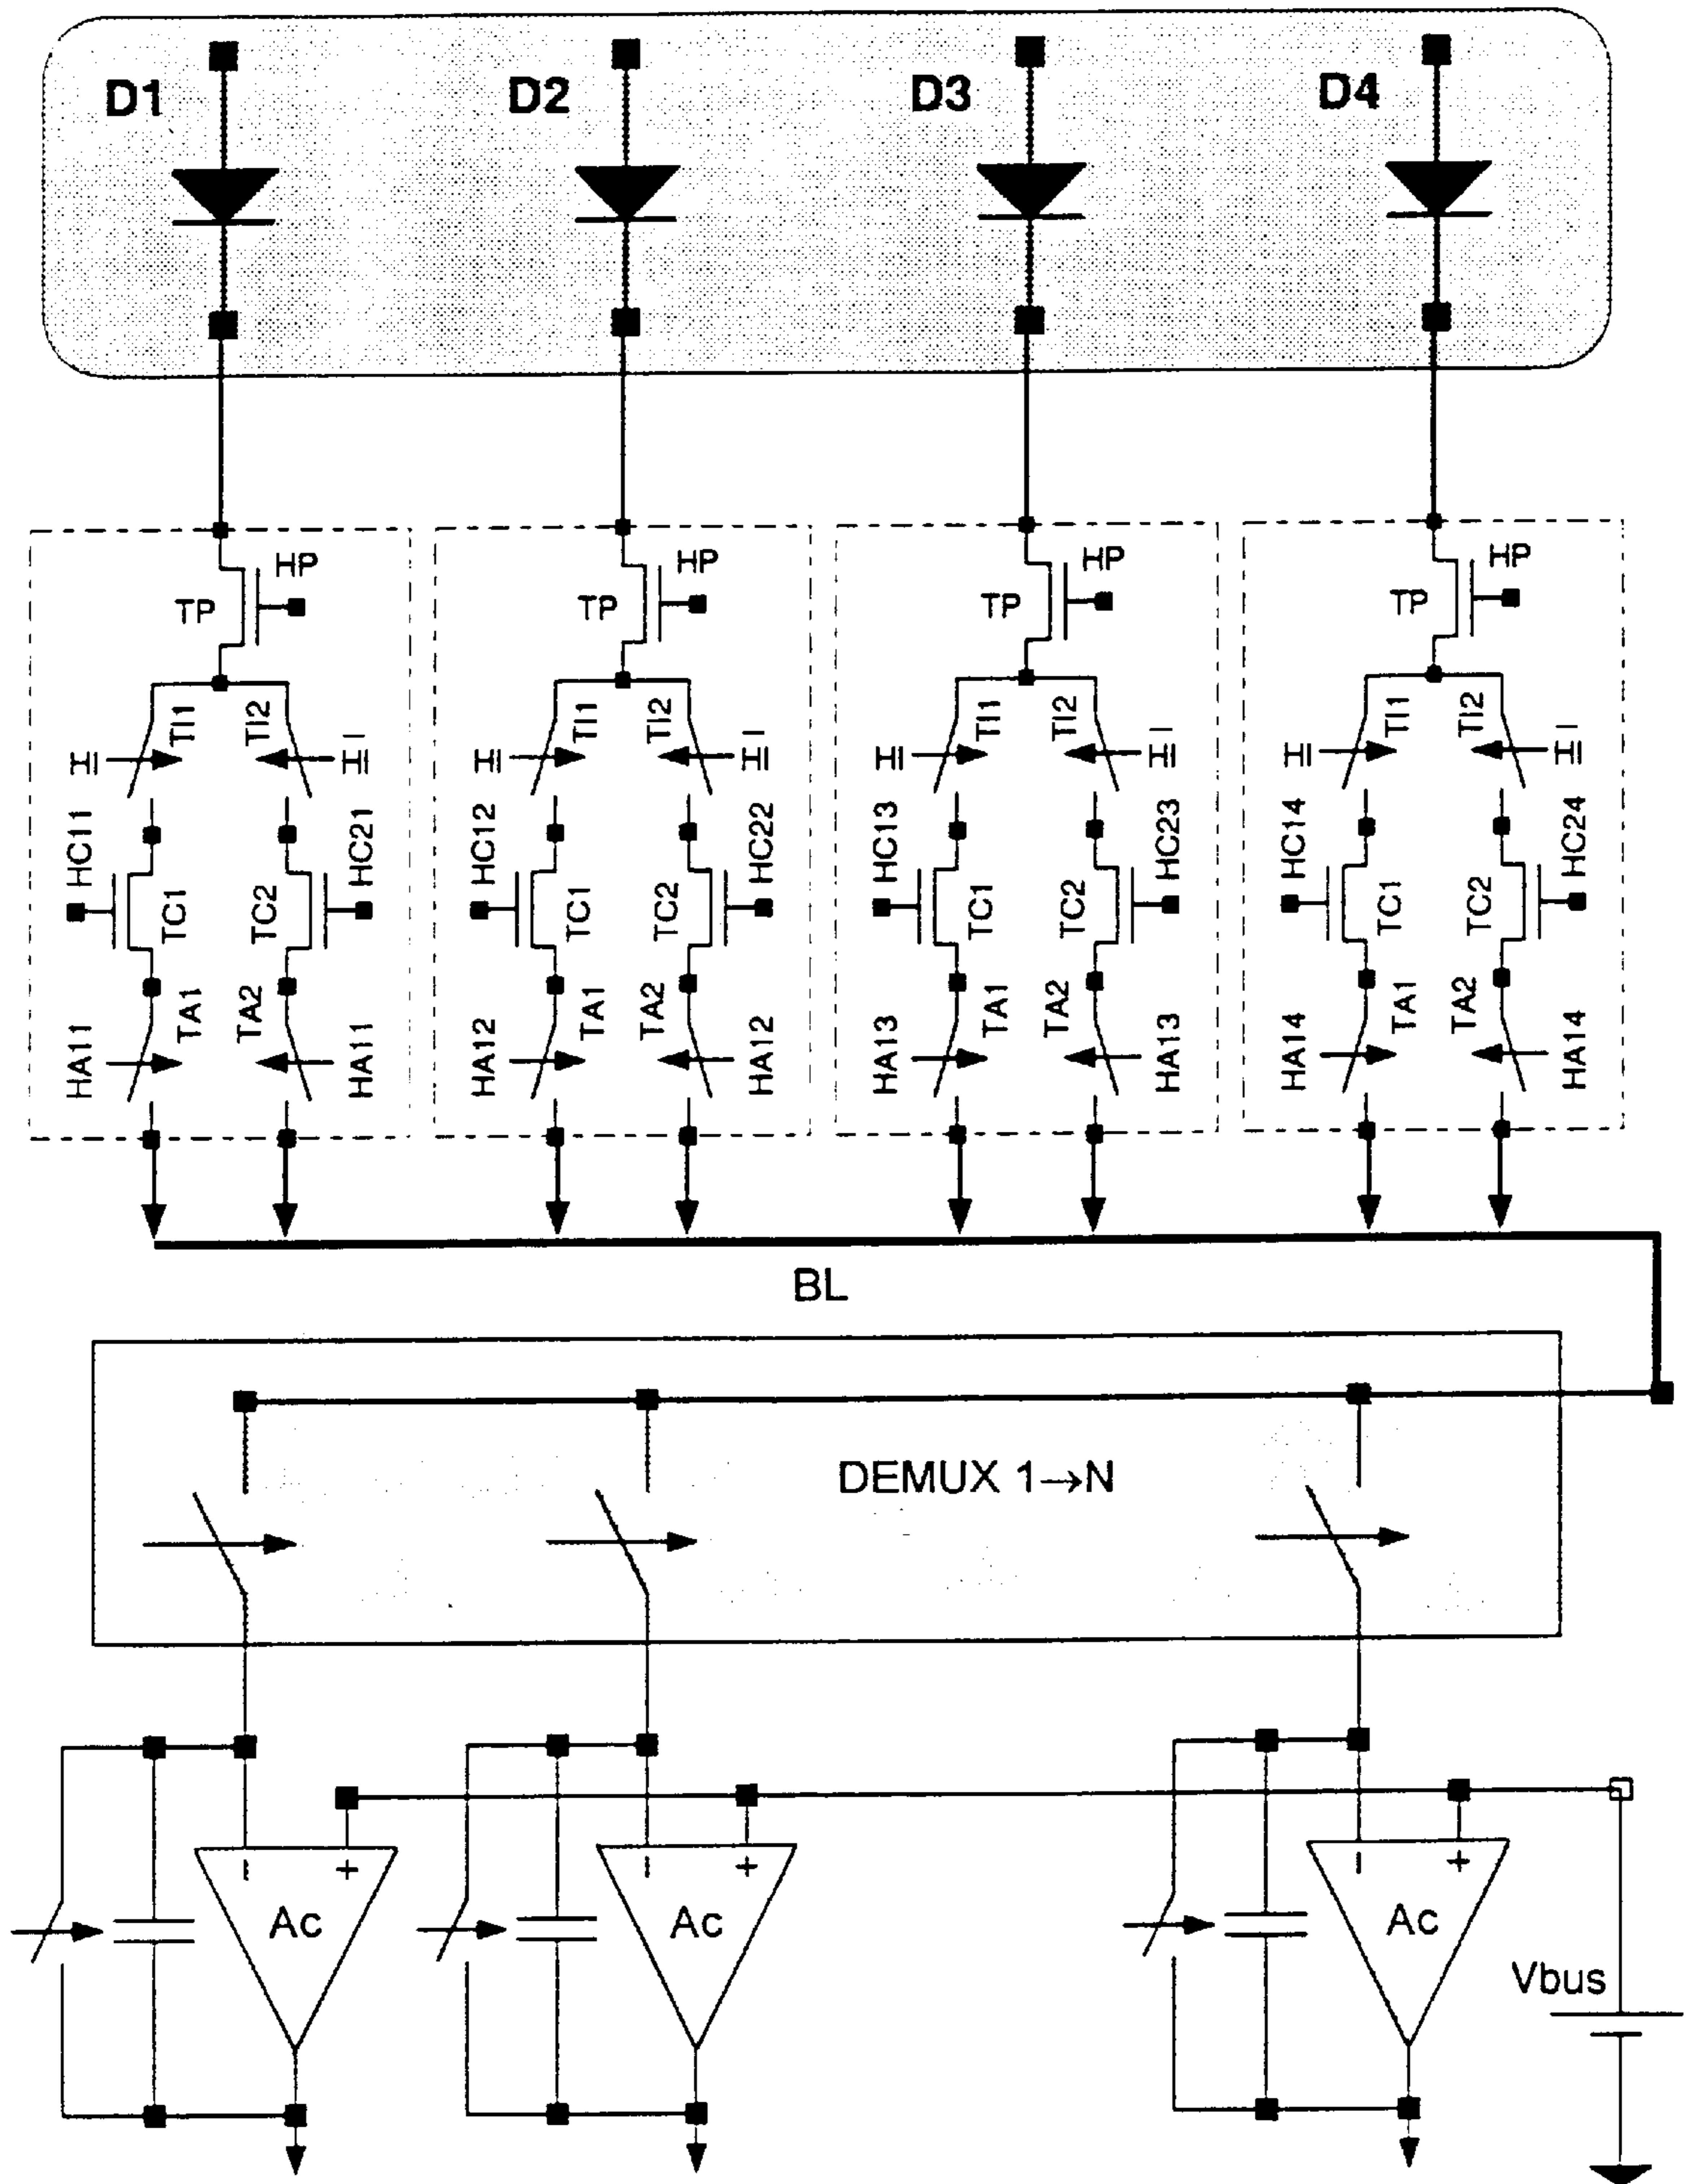 D1
D2
D3
D4
HP
TP
HP
TP
HP
TP
HP
TP
TI1
TI2
HI
HI
TI1
TI2
HI
HI
TI1
TI2
HI
HI
TI1
TI2
HI
HI
HC11
TC1
TC2
HC21
HC12
TC1
TC2
HC22
HC13
TC1
TC2
HC23
HC14
TC1
TC2
HC24
HA11
TA1
TA2
HA11
HA12
TA1
TA2
HA12
HA13
TA1
TA2
HA13
HA14
TA1
TA2
HA14
BL
DEMUX 1→N
− +
Ac
− +
Ac
− +
Ac
Vbus